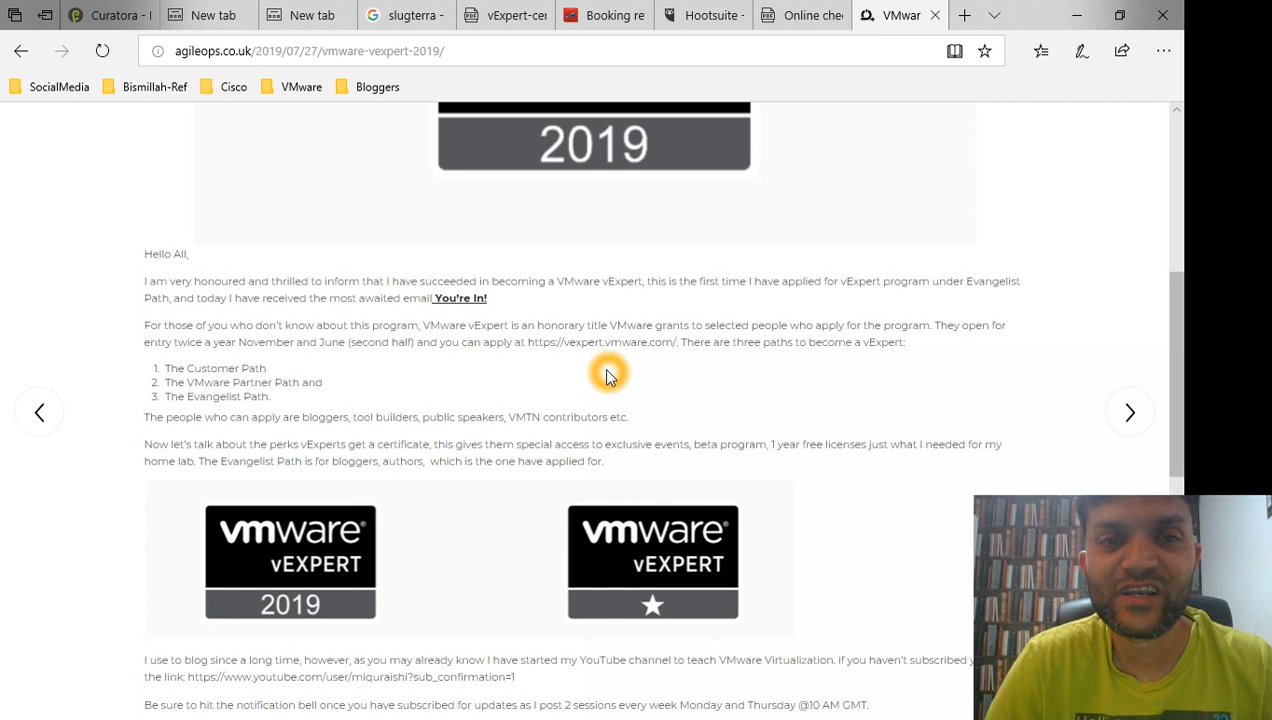 Curatora - I
New tab
New tab
slugterra -
vExpert-cer
Booking re
Hootsuite -
Online chec
VMwar
agileops.co.uk/2019/07/27/vmware-vexpert-2019/
SocialMedia
Bismillah-Ref
Cisco
VMware
Bloggers
2019
Hello All,
I am very honoured and thrilled to inform that I have succeeded in becoming a VMware vExpert, this is the first time I have applied for vExpert program under Evangelist
Path, and today I have received the most awaited email You're In!
For those of you who don't know about this program, VMware vExpert is an honorary title VMware grants to selected people who apply for the program. They open for
entry twice a year November and June (second half) and you can apply at https://vexpert.vmware.com/. There are three paths to become a vExpert:
1. The Customer Path
2. The VMware Partner Path and
3. The Evangelist Path.
The people who can apply are bloggers, tool builders, public speakers, VMTN contributors etc.
Now let's talk about the perks vExperts get a certificate, this gives them special access to exclusive events, beta program, 1 year free licenses just what I needed for my
home lab. The Evangelist Path is for bloggers, authors, which is the one have applied for.
vmware®
vEXPERT
2019
vmware®
vEXPERT
I use to blog since a long time, however, as you may already know I have started my YouTube channel to teach VMware Virtualization. if you haven't subscribed y
the link: https://www.youtube.com/user/miquraishi?sub_confirmation=1
Be sure to hit the notification bell once you have subscribed for updates as I post 2 sessions every week Monday and Thursday @10 AM GMT.